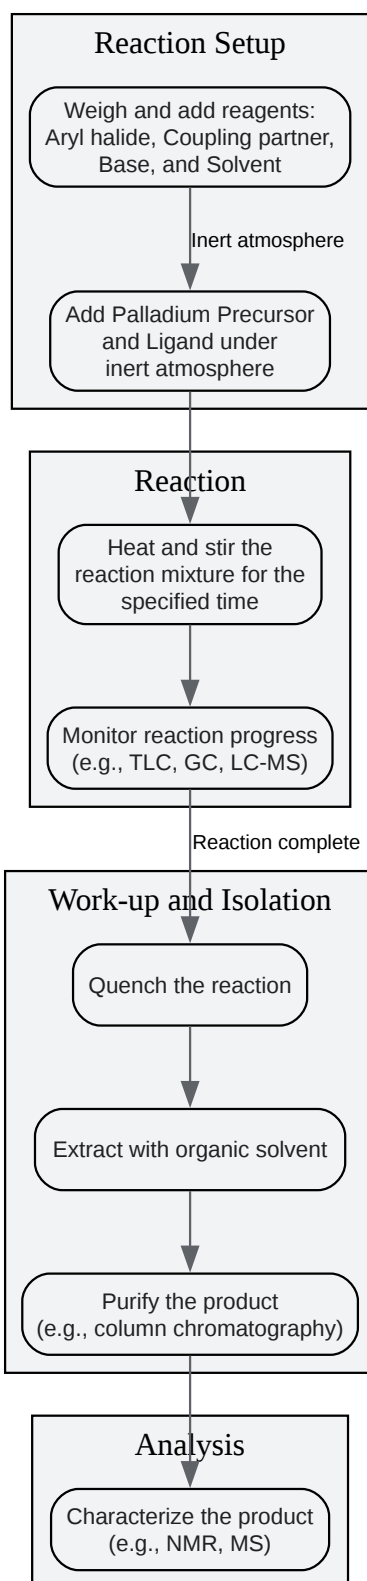 Reaction Setup
Weigh and add reagents:
Aryl halide, Coupling partner,
Base, and Solvent
Inert atmosphere
Add Palladium Precursor
and Ligand under
inert atmosphere
Reaction
Heat and stir the
reaction mixture for the
specified time
Monitor reaction progress
(e.g., TLC, GC, LC-MS)
Reaction complete
Work-up and Isolation
Quench the reaction
Extract with organic solvent
Purify the product
(e.g., column chromatography)
Analysis
Characterize the product
(e.g., NMR, MS)